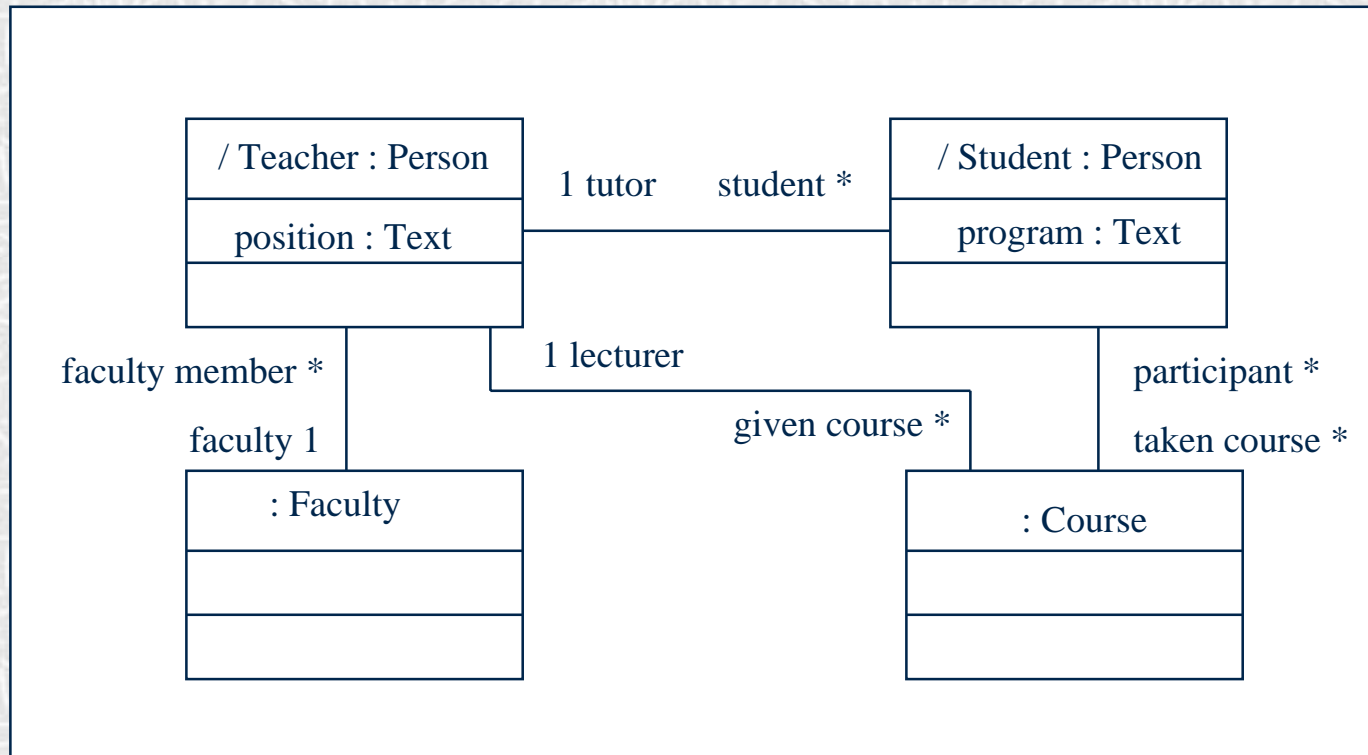 / Teacher : Person
position : Text
1 tutor
student *
/ Student : Person
program : Text
faculty member *
faculty 1
1 lecturer
given course *
participant *
taken course *
: Faculty
: Course